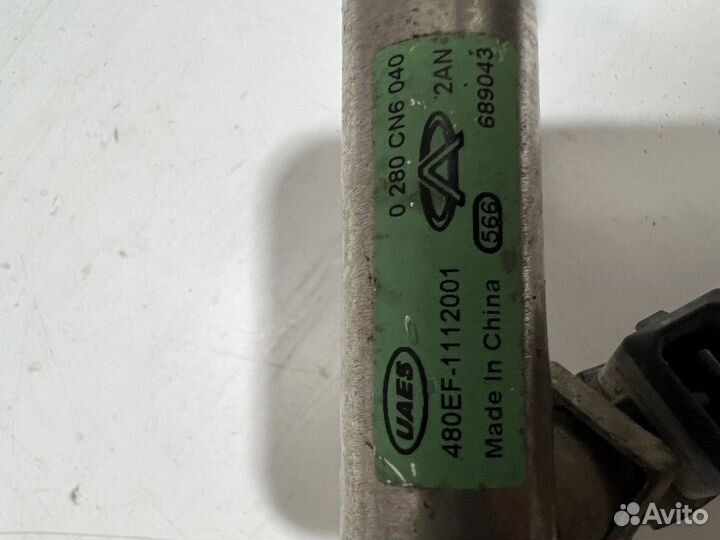 0 280 CN6 040
2AN
689043
566
UAES
480EF-1112001
Made In China
Avito